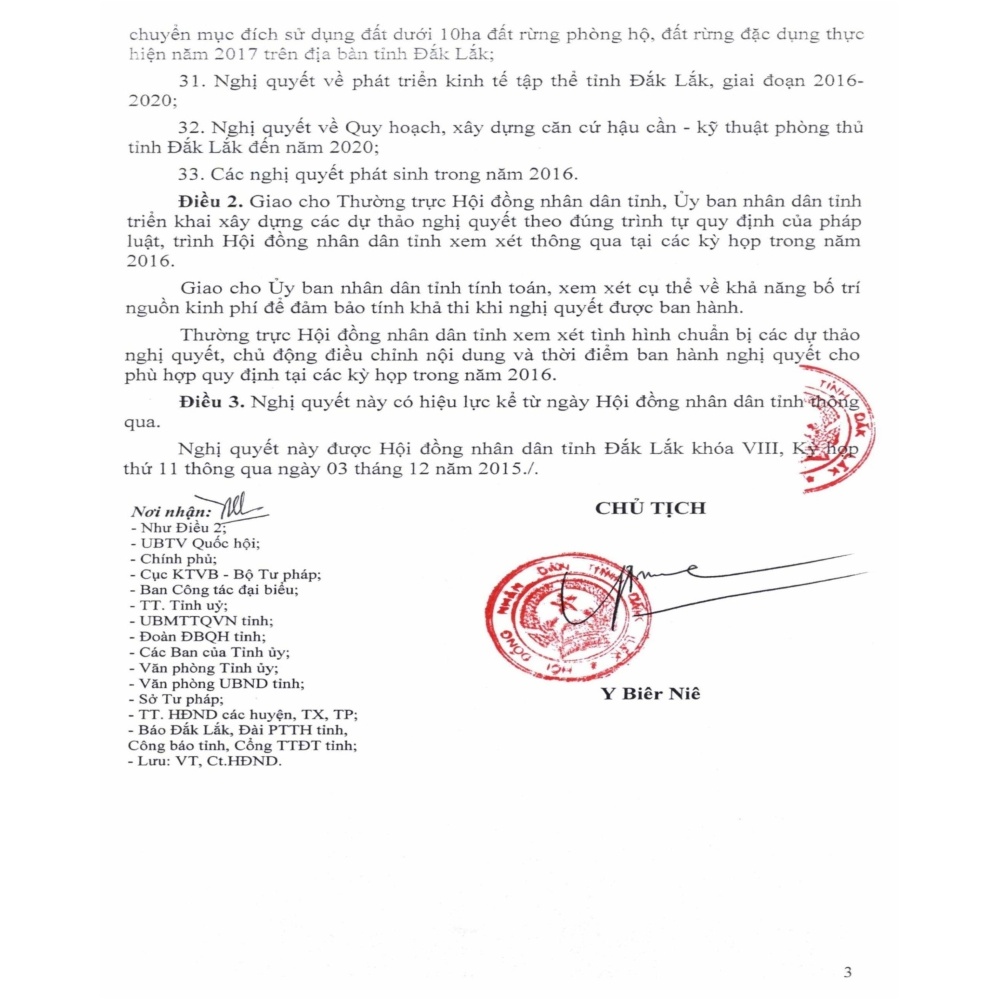 chuyển mục đích sử dụng đất dưới 10ha đất rừng phòng hộ, đất rừng đặc dụng thực
hiện năm 2017 trên địa bàn tỉnh Đắk Lắk;
31. Nghị quyết về phát triển kinh tế tập thể tỉnh Đắk Lắk, giai đoạn 2016-
2020;
32. Nghị quyết về Quy hoạch, xây dựng căn cứ hậu cần - kỹ thuật phòng thủ
tỉnh Đắk Lắk đến năm 2020;
33. Các nghị quyết phát sinh trong năm 2016.
Điều 2. Giao cho Thường trực Hội đồng nhân dân tỉnh, Ủy ban nhân dân tỉnh
triển khai xây dựng các dự thảo nghị quyết theo đúng trình tự quy định của pháp
luật, trình Hội đồng nhân dân tỉnh xem xét thông qua tại các kỳ họp trong năm
2016.
Giao cho Ủy ban nhân dân tỉnh tính toán, xem xét cụ thể về khả năng bố trí
nguồn kinh phí để đảm bảo tính khả thi khi nghị quyết được ban hành.
Thường trực Hội đồng nhân dân tỉnh xem xét tình hình chuẩn bị các dự thảo
nghị quyết, chủ động điều chỉnh nội dung và thời điểm ban hành nghị quyết cho
phù hợp quy định tại các kỳ họp trong năm 2016.
Điều 3. Nghị quyết này có hiệu lực kể từ ngày Hội đồng nhân dân tỉnh thông
qua.
Nghị quyết này được Hội đồng nhân dân tỉnh Đắk Lắk khóa VIII, Kỳ họp
thứ 11 thông qua ngày 03 tháng 12 năm 2015./.
TỈNH ĐẮK LẮK
Nơi nhận:
- Như Điều 2;
- UBTV Quốc hội;
- Chính phủ;
- Cục KTVB - Bộ Tư pháp;
- Ban Công tác đại biểu;
- TT. Tỉnh uỷ;
- UBMTTQVN tỉnh;
- Đoàn ĐBQH tỉnh;
- Các Ban của Tỉnh ủy;
- Văn phòng Tỉnh ủy;
- Văn phòng UBND tỉnh;
- Sở Tư pháp;
- TT. HĐND các huyện, TX, TP;
- Báo Đắk Lắk, Đài PTTH tỉnh,
Công báo tỉnh, Cổng TTĐT tỉnh;
- Lưu: VT, Ct.HĐND.
CHỦ TỊCH
HỘI ĐỒNG NHÂN DÂN TỈNH ĐẮK LẮK
Y Biêr Niê
3